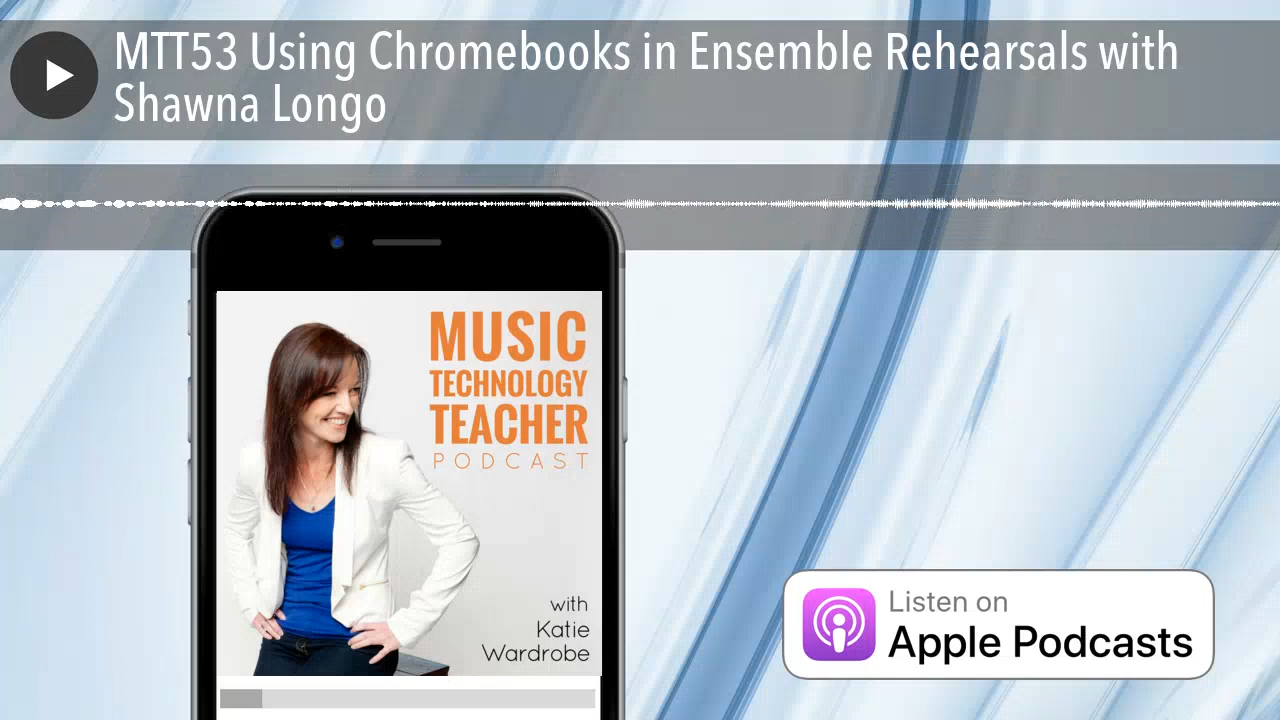 MTT53 Using Chromebooks in Ensemble Rehearsals with
Shawna Longo
MUSIC
TECHNOLOGY
TEACHER
PODCAST
with
Katie
Wardrobe
Listen on
Apple Podcasts